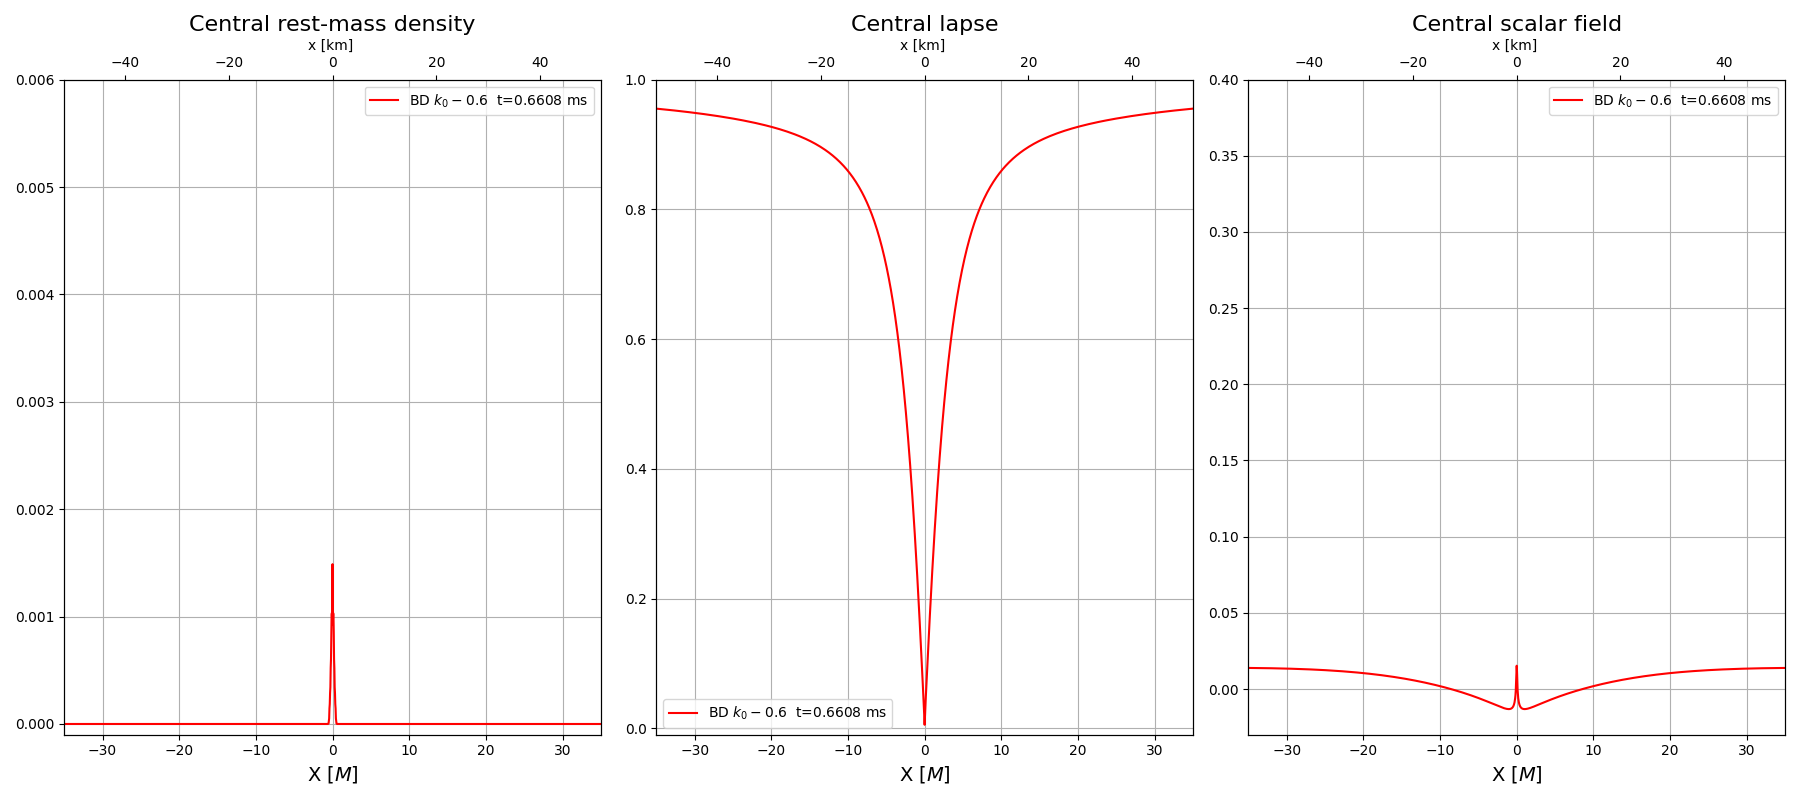 Central rest-mass density
x [km]
−40 −20 0 20 40
0.006
0.005
0.004
0.003
0.002
0.001
0.000
BD k₀ − 0.6 t=0.6608 ms
−30 −20 −10 0 10 20 30
X [M]
Central lapse
x [km]
−40 −20 0 20 40
1.0
0.8
0.6
0.4
0.2
0.0
BD k₀ − 0.6 t=0.6608 ms
−30 −20 −10 0 10 20 30
X [M]
Central scalar field
x [km]
−40 −20 0 20 40
0.40
0.35
0.30
0.25
0.20
0.15
0.10
0.05
0.00
BD k₀ − 0.6 t=0.6608 ms
−30 −20 −10 0 10 20 30
X [M]